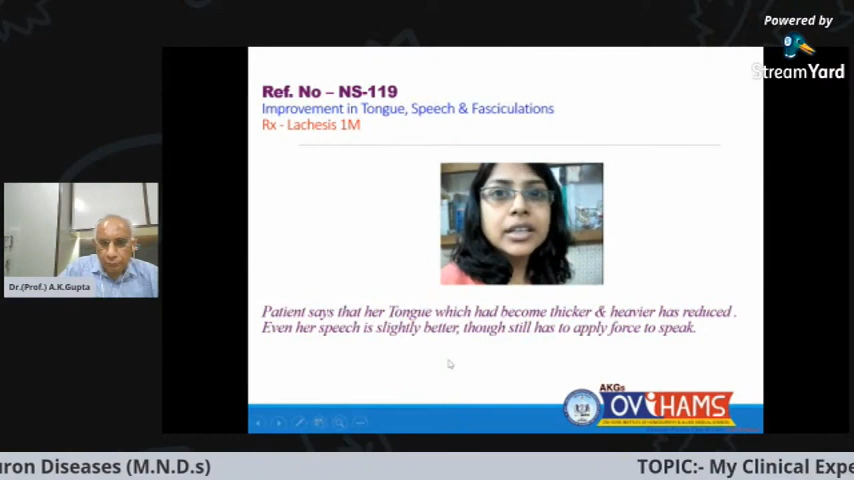 Powered by
StreamYard
Ref. No – NS-119
Improvement in Tongue, Speech & Fasciculations
Rx - Lachesis 1M
Dr.(Prof.) A.K.Gupta
Patient says that her Tongue which had become thicker & heavier has reduced .
Even her speech is slightly better, though still has to apply force to speak.
AKGs
OVIHAMS
uron Diseases (M.N.D.s)
TOPIC:- My Clinical Expe